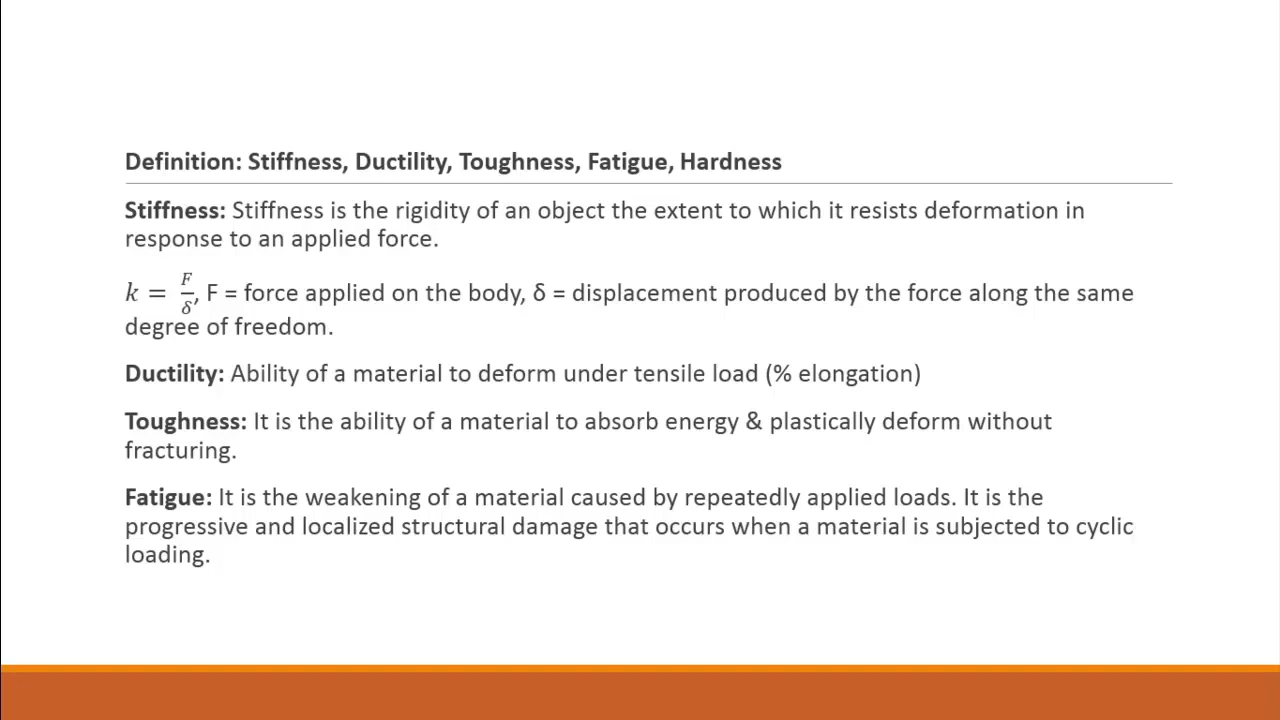 Definition: Stiffness, Ductility, Toughness, Fatigue, Hardness
Stiffness: Stiffness is the rigidity of an object the extent to which it resists deformation in
response to an applied force.
k = F/δ, F = force applied on the body, δ = displacement produced by the force along the same
degree of freedom.
Ductility: Ability of a material to deform under tensile load (% elongation)
Toughness: It is the ability of a material to absorb energy & plastically deform without
fracturing.
Fatigue: It is the weakening of a material caused by repeatedly applied loads. It is the
progressive and localized structural damage that occurs when a material is subjected to cyclic
loading.